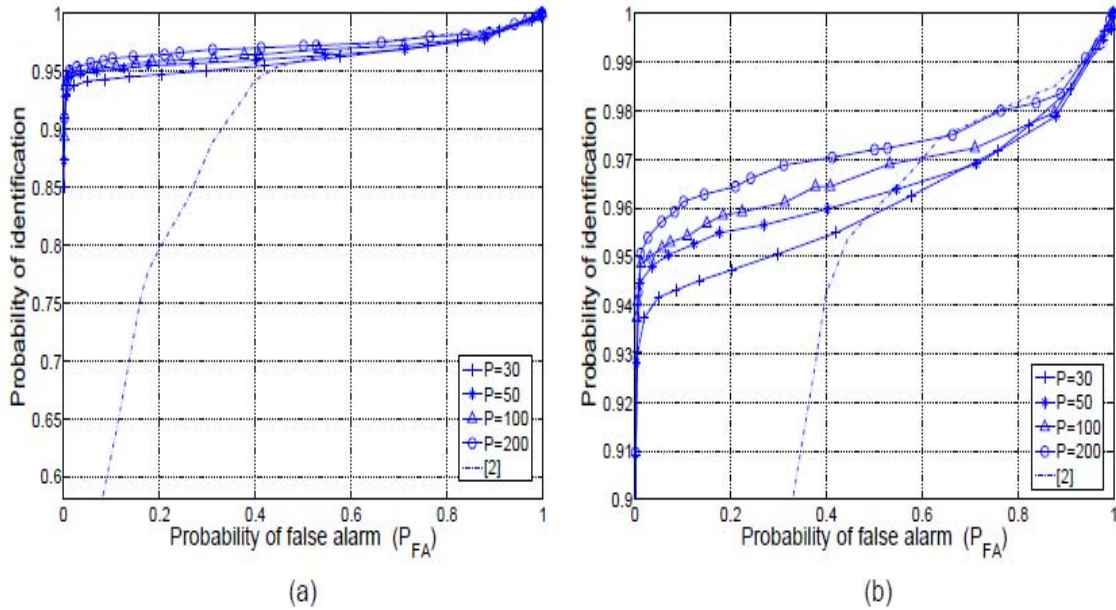 1
0.95
0.9
0.85
0.8
0.75
0.7
0.65
0.6
Probability of identification
0 0.2 0.4 0.6 0.8 1
Probability of false alarm (P_FA)
P=30
P=50
P=100
P=200
[2]
(a)
1
0.99
0.98
0.97
0.96
0.95
0.94
0.93
0.92
0.91
0.9
Probability of identification
0 0.2 0.4 0.6 0.8 1
Probability of false alarm (P_FA)
P=30
P=50
P=100
P=200
[2]
(b)